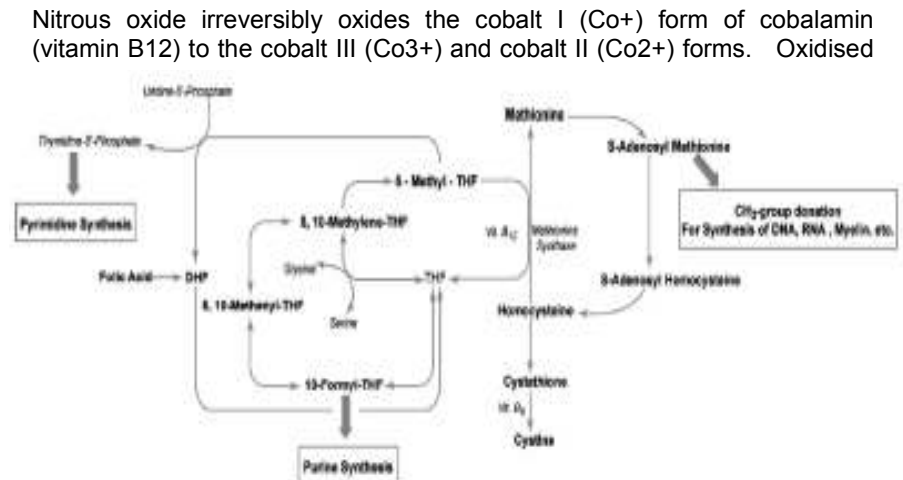 Nitrous oxide irreversibly oxides the cobalt I (Co+) form of cobalamin
(vitamin B12) to the cobalt III (Co3+) and cobalt II (Co2+) forms. Oxidised
Uridine-5'-Phosphate
Thymidine-5'-Phosphate
Pyrimidine Synthesis
Folic Acid
DHF
5 - Methyl - THF
5, 10-Methylene-THF
Glycine
THF
5, 10-Methenyl-THF
Serine
10-Formyl-THF
Purine Synthesis
Methionine
S-Adenosyl Methionine
CH3-group donation
For Synthesis of DNA, RNA , Myelin, etc.
Vit. B12
Methionine
Synthase
S-Adenosyl Homocysteine
Homocysteine
Cystathione
Vit. B6
Cystine